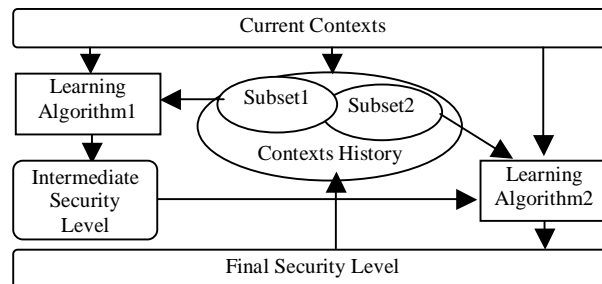 Current Contexts
Learning
Algorithm1
Subset1
Subset2
Contexts History
Intermediate
Security
Level
Learning
Algorithm2
Final Security Level